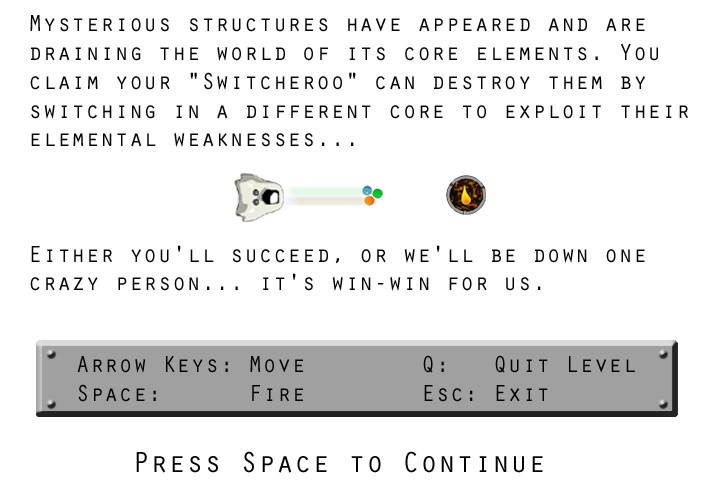 Mysterious structures have appeared and are
draining the world of its core elements. You
claim your "Switcheroo" can destroy them by
switching in a different core to exploit their
elemental weaknesses...
Either you'll succeed, or we'll be down one
crazy person... it's win-win for us.
Arrow Keys: Move Q: Quit Level
Space: Fire Esc: Exit
Press Space to Continue